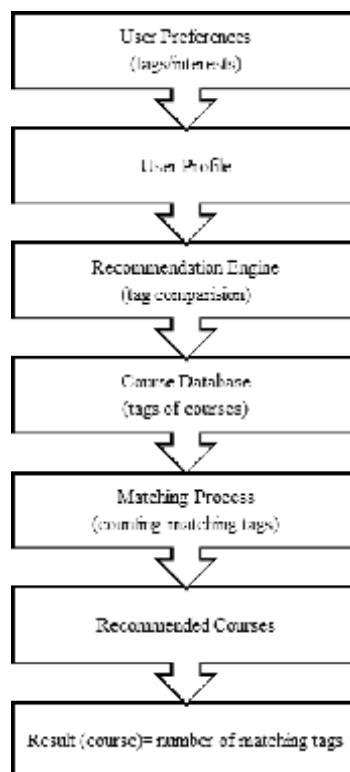 User Preferences
(tags/interests)
User Profile
Recommendation Engine
(tag comparision)
Course Database
(tags of courses)
Matching Process
(counting matching tags)
Recommended Courses
Result (course)= number of matching tags